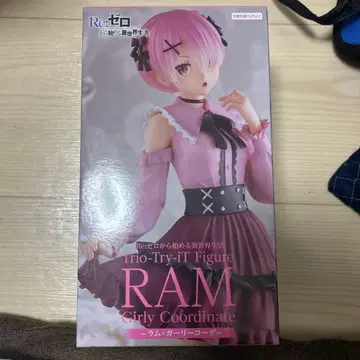 Re:ゼロ
から始める異世界生活
Re:ゼロから始める異世界生活
Trio-Try-iT Figure
RAM
Girly Coordinate
－ラム・ガーリーコーデ－